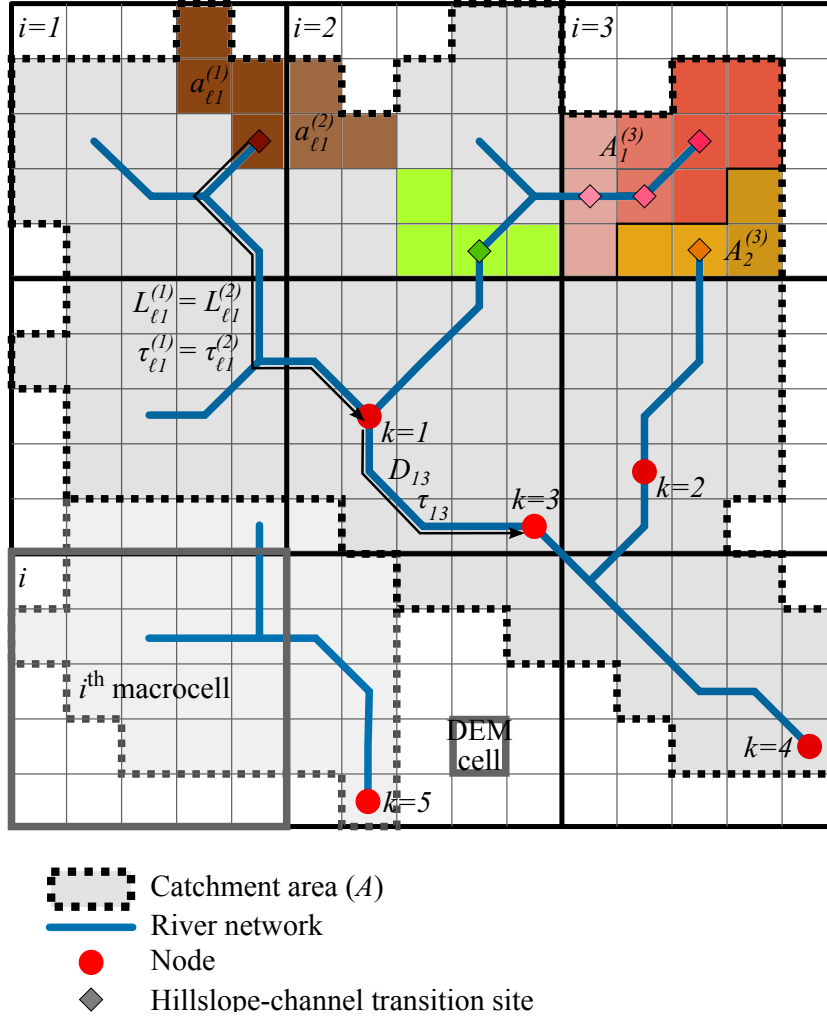 i=1
i=2
i=3
a_{ℓ1}^{(1)}
a_{ℓ1}^{(2)}
A_1^{(3)}
A_2^{(3)}
L_{ℓ1}^{(1)} = L_{ℓ1}^{(2)}
τ_{ℓ1}^{(1)} = τ_{ℓ1}^{(2)}
k=1
D_{13}
τ_{13}
k=3
k=2
i
i^{th} macrocell
DEM
cell
k=4
k=5
Catchment area (A)
River network
Node
Hillslope-channel transition site